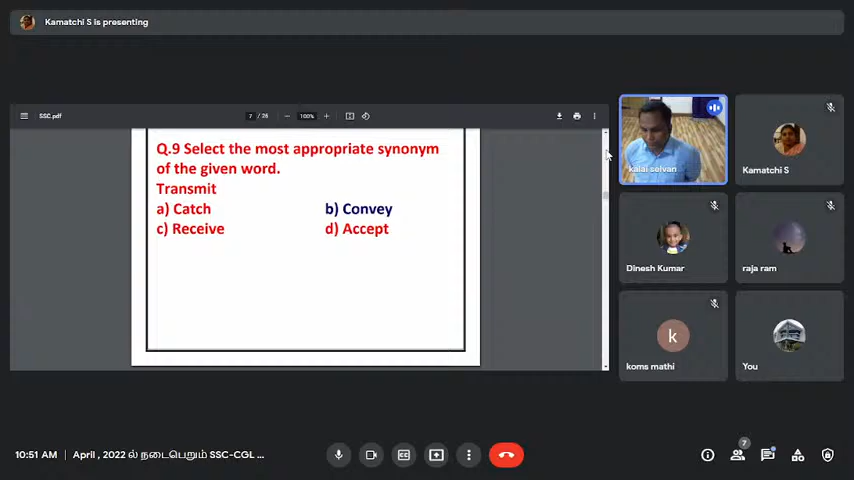 Kamatchi S is presenting
SSC.pdf
7 / 26
100%
Q.9 Select the most appropriate synonym
of the given word.
Transmit
a) Catch b) Convey
c) Receive d) Accept
kalai selvan
Kamatchi S
Dinesh Kumar
raja ram
k
koms mathi
You
10:51 AM | April , 2022 ல் நடைபெறும் SSC-CGL ...
CC
7